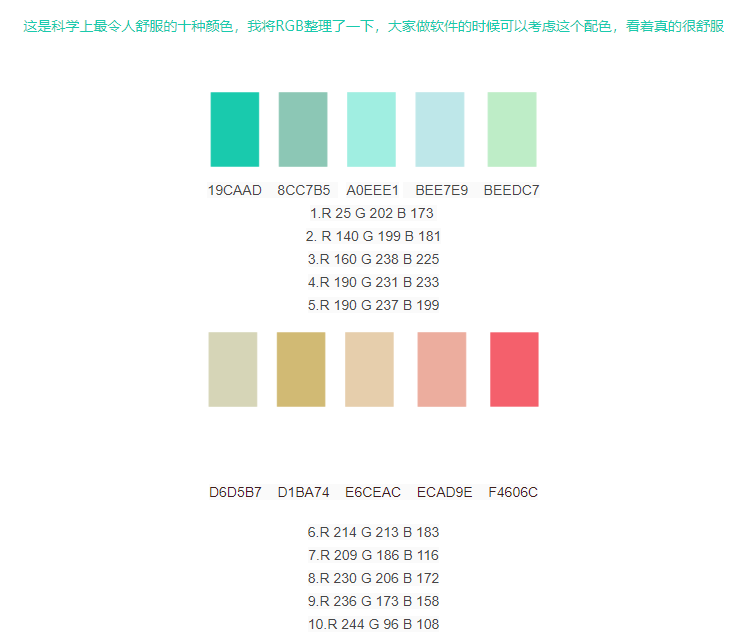 这是科学上最令人舒服的十种颜色，我将RGB整理了一下，大家做软件的时候可以考虑这个配色，看着真的很舒服
19CAAD 8CC7B5 A0EEE1 BEE7E9 BEEDC7
1.R 25 G 202 B 173
2. R 140 G 199 B 181
3.R 160 G 238 B 225
4.R 190 G 231 B 233
5.R 190 G 237 B 199
D6D5B7 D1BA74 E6CEAC ECAD9E F4606C
6.R 214 G 213 B 183
7.R 209 G 186 B 116
8.R 230 G 206 B 172
9.R 236 G 173 B 158
10.R 244 G 96 B 108